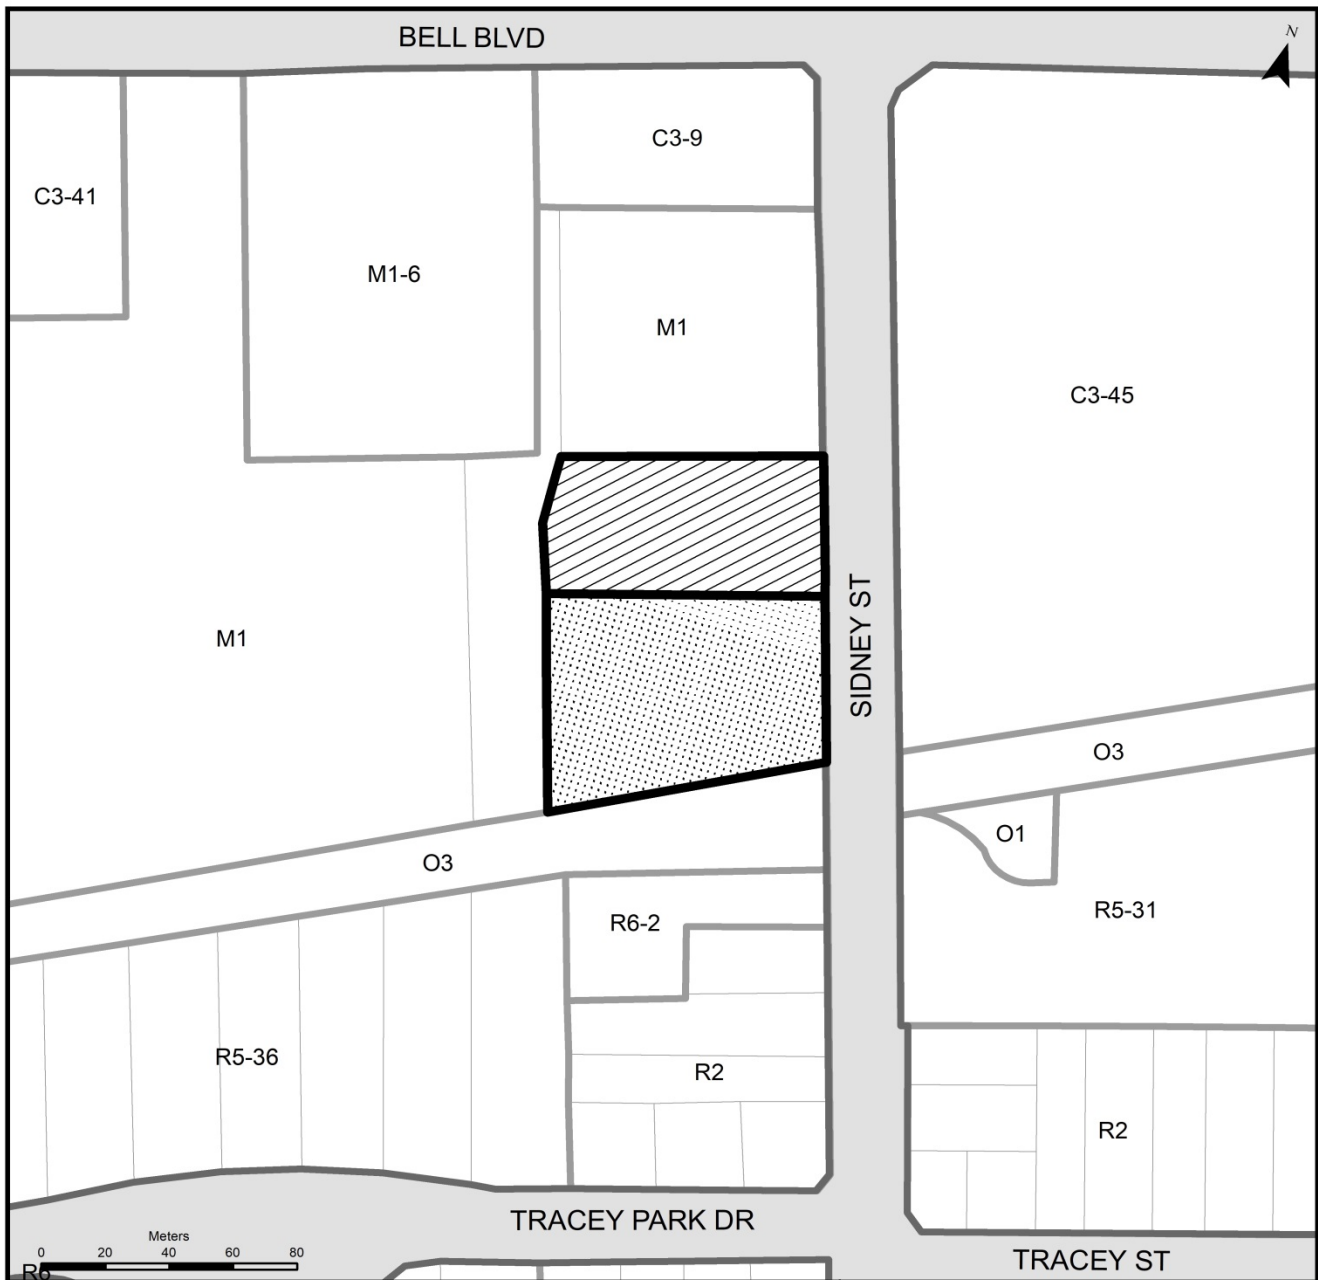 BELL BLVD
N
C3-9
C3-41
M1-6
M1
C3-45
SIDNEY ST
M1
O3
O1
O3
R5-31
R6-2
R5-36
R2
R2
TRACEY PARK DR
Meters
0 20 40 60 80
TRACEY ST
R6